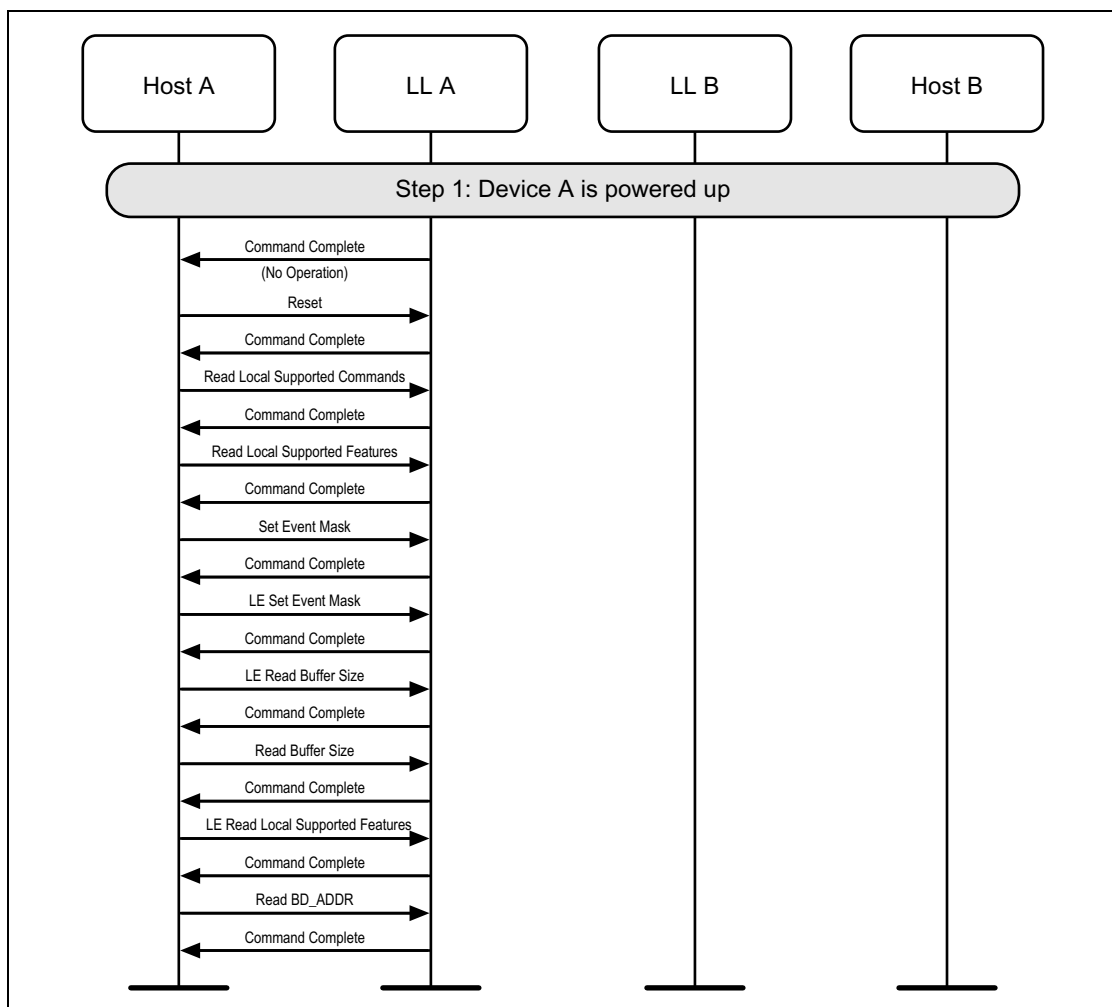 Host A
LL A
LL B
Host B
Step 1: Device A is powered up
Command Complete
(No Operation)
Reset
Command Complete
Read Local Supported Commands
Command Complete
Read Local Supported Features
Command Complete
Set Event Mask
Command Complete
LE Set Event Mask
Command Complete
LE Read Buffer Size
Command Complete
Read Buffer Size
Command Complete
LE Read Local Supported Features
Command Complete
Read BD_ADDR
Command Complete